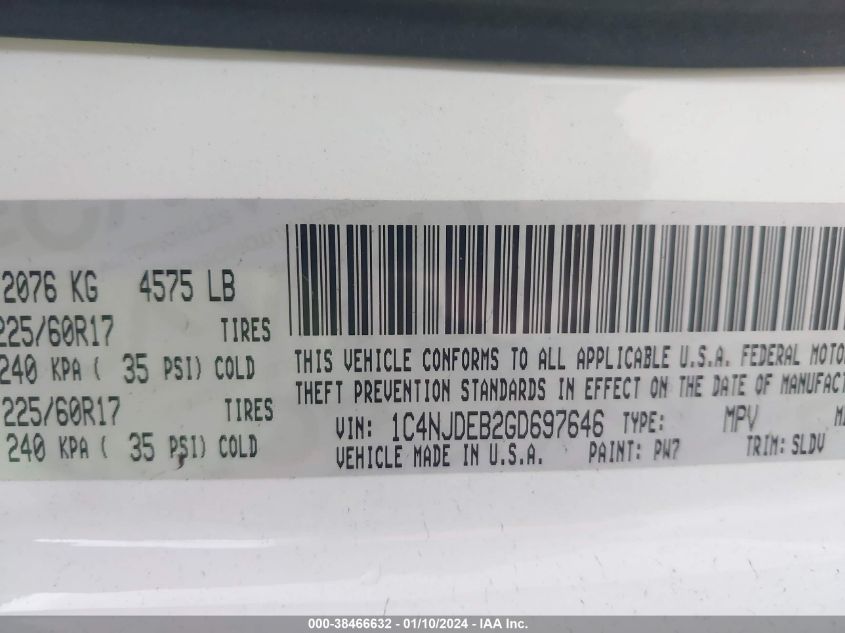 2076 KG 4575 LB
225/60R17 TIRES
240 KPA ( 35 PSI) COLD
225/60R17 TIRES
240 KPA ( 35 PSI) COLD
THIS VEHICLE CONFORMS TO ALL APPLICABLE U.S.A. FEDERAL MOTO
THEFT PREVENTION STANDARDS IN EFFECT ON THE DATE OF MANUFACT
VIN: 1C4NJDEB2GD697646 TYPE: MPV
VEHICLE MADE IN U.S.A. PAINT: PW7 TRIM: SLDV
000-38466632 - 01/10/2024 - IAA Inc.